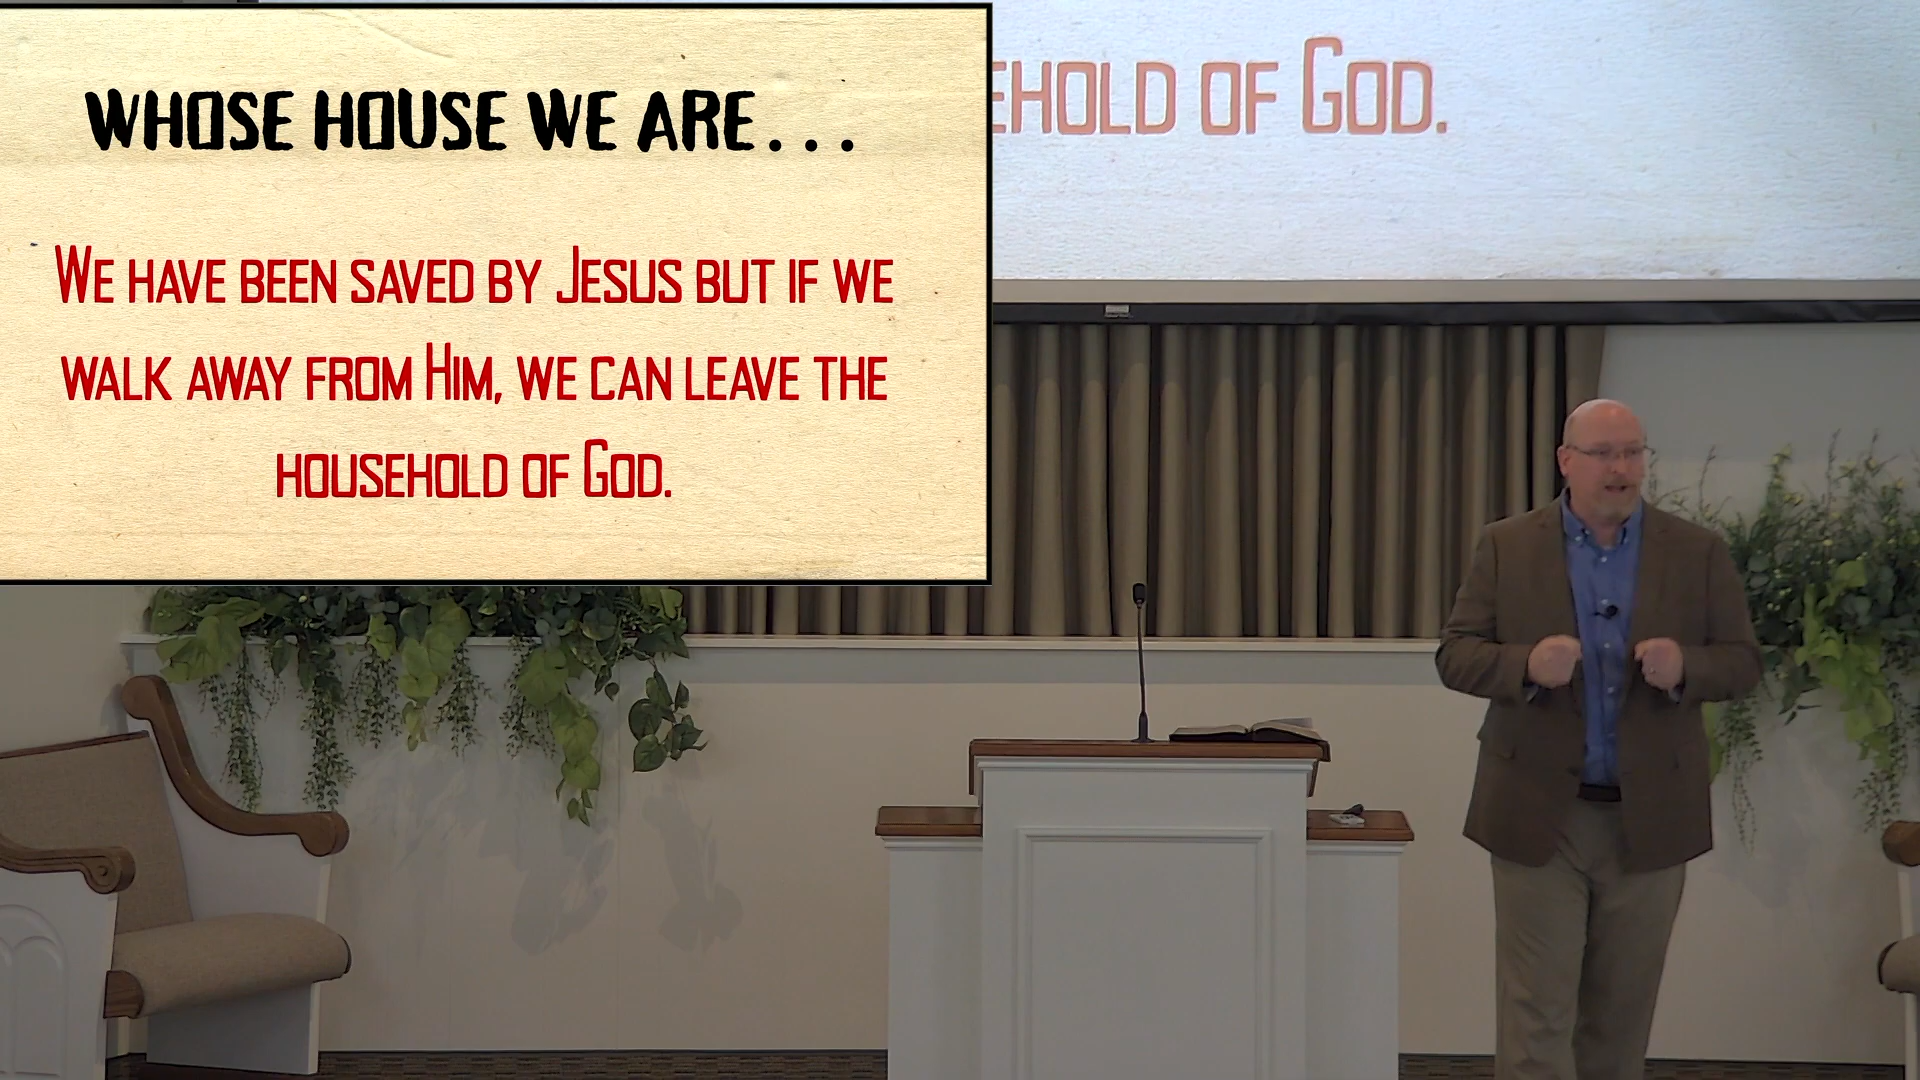 WHOSE HOUSE WE ARE...
WE HAVE BEEN SAVED BY JESUS BUT IF WE
WALK AWAY FROM HIM, WE CAN LEAVE THE
HOUSEHOLD OF GOD.
EHOLD OF GOD.